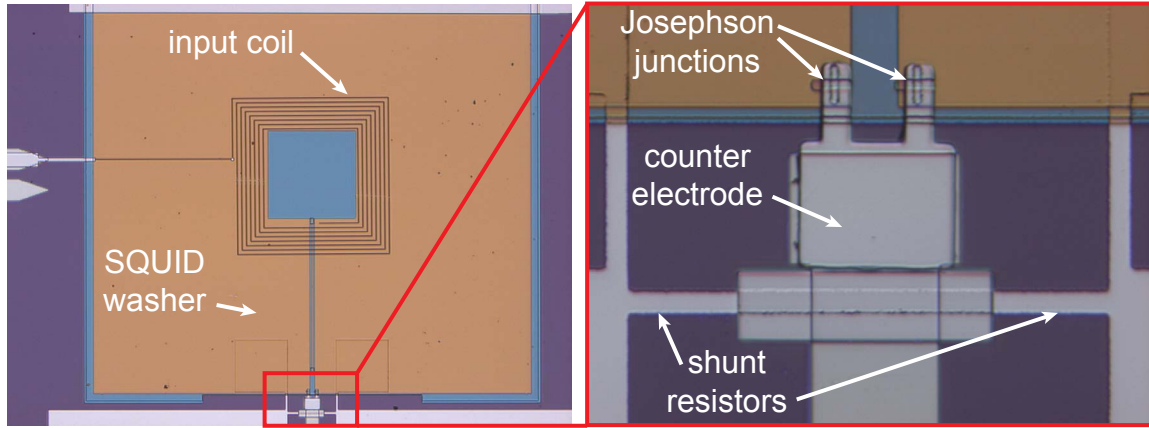 input coil
SQUID
washer
Josephson
junctions
counter
electrode
shunt
resistors